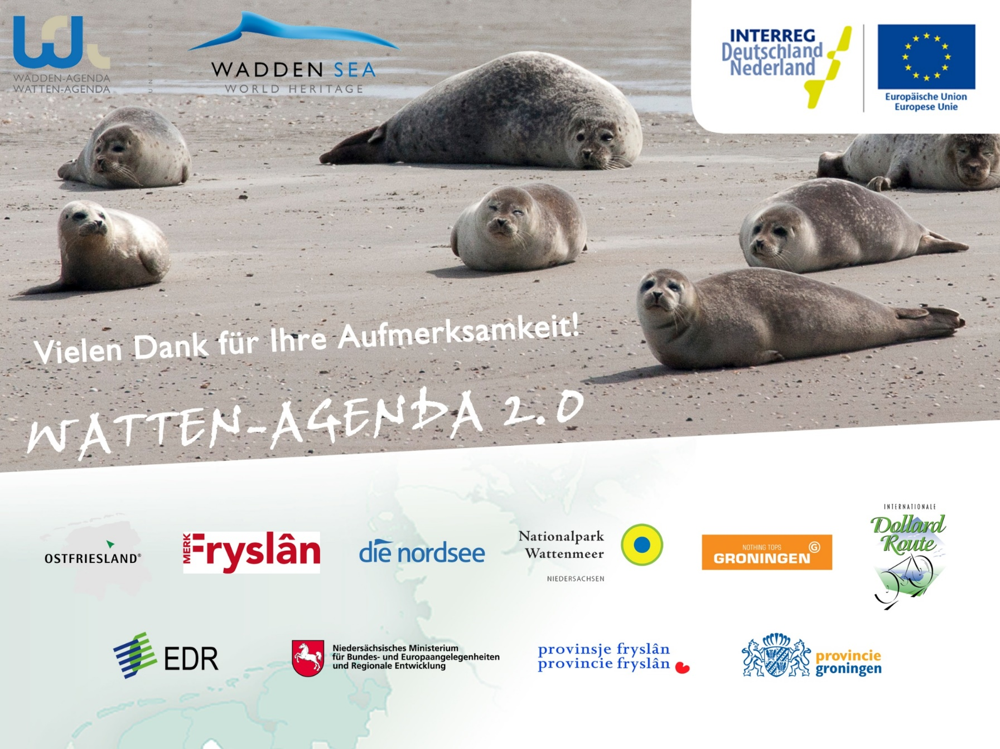 WADDEN-AGENDA
WATTEN-AGENDA
UNITED FOR
WADDEN SEA
WORLD HERITAGE
INTERREG
Deutschland
Nederland
Europäische Union
Europese Unie
Vielen Dank für Ihre Aufmerksamkeit!
WATTEN-AGENDA 2.0
OSTFRIESLAND®
MERK
Fryslân
die nordsee
Nationalpark
Wattenmeer
NIEDERSACHSEN
NOTHING TOPS
GRONINGEN
G
INTERNATIONALE
Dollard
Route
EDR
Niedersächsisches Ministerium
für Bundes- und Europaangelegenheiten
und Regionale Entwicklung
provinsje fryslân
provincie fryslân
provincie
groningen